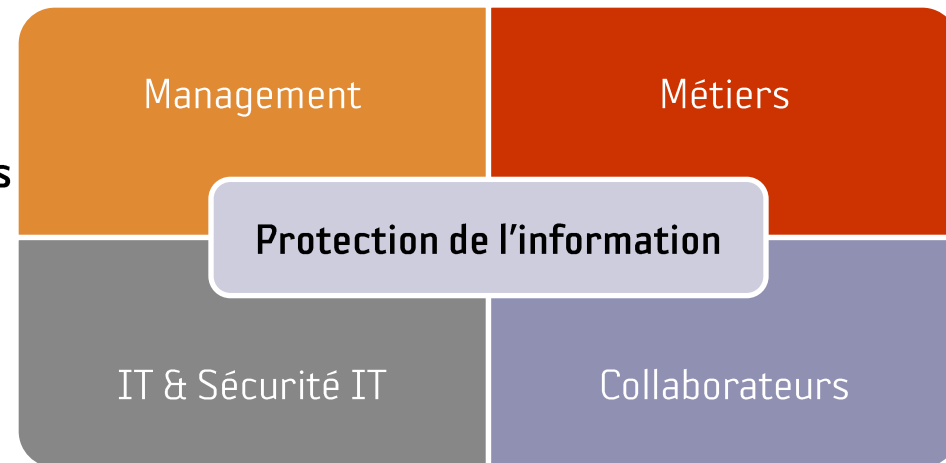 Management
Métiers
s
Protection de l'information
IT & Sécurité IT
Collaborateurs